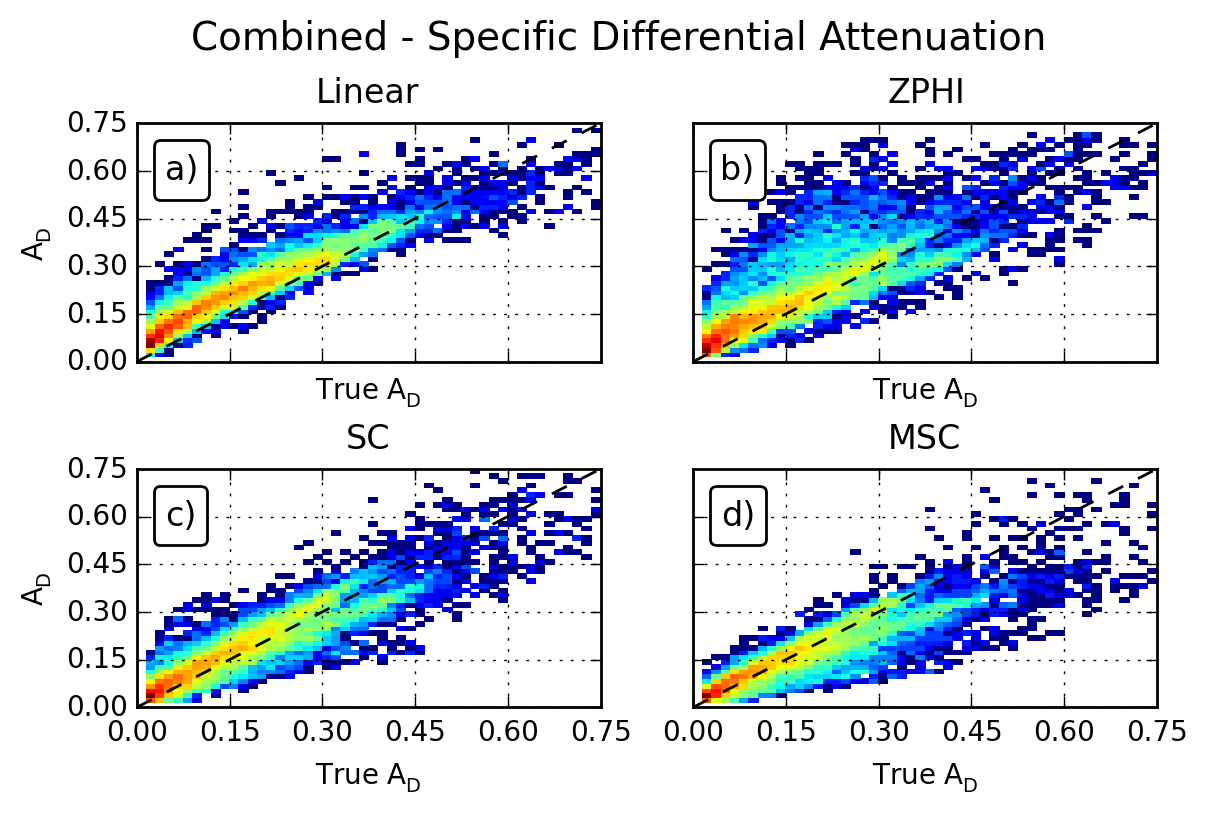 Combined - Specific Differential Attenuation
Linear
ZPHI
0.75
0.60
0.45
0.30
0.15
0.00
A_D
a)
b)
True A_D
True A_D
SC
MSC
0.75
0.60
0.45
0.30
0.15
0.00
A_D
c)
d)
0.00 0.15 0.30 0.45 0.60 0.75
0.00 0.15 0.30 0.45 0.60 0.75
True A_D
True A_D